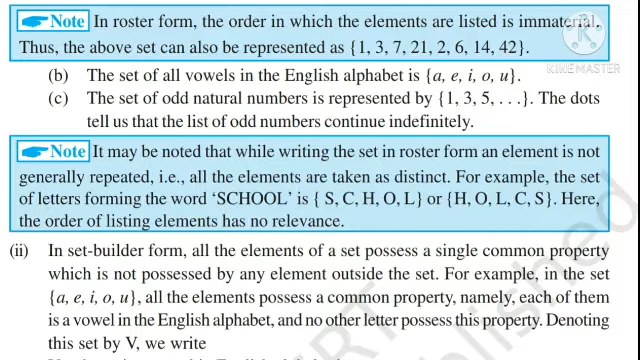 Note In roster form, the order in which the elements are listed is immaterial.
Thus, the above set can also be represented as {1, 3, 7, 21, 2, 6, 14, 42}.
KINEMASTER
(b) The set of all vowels in the English alphabet is {a, e, i, o, u}.
(c) The set of odd natural numbers is represented by {1, 3, 5, . . .}. The dots
tell us that the list of odd numbers continue indefinitely.
Note It may be noted that while writing the set in roster form an element is not
generally repeated, i.e., all the elements are taken as distinct. For example, the set
of letters forming the word ‘SCHOOL’ is { S, C, H, O, L} or {H, O, L, C, S}. Here,
the order of listing elements has no relevance.
(ii) In set-builder form, all the elements of a set possess a single common property
which is not possessed by any element outside the set. For example, in the set
{a, e, i, o, u}, all the elements possess a common property, namely, each of them
is a vowel in the English alphabet, and no other letter possess this property. Denoting
this set by V, we write